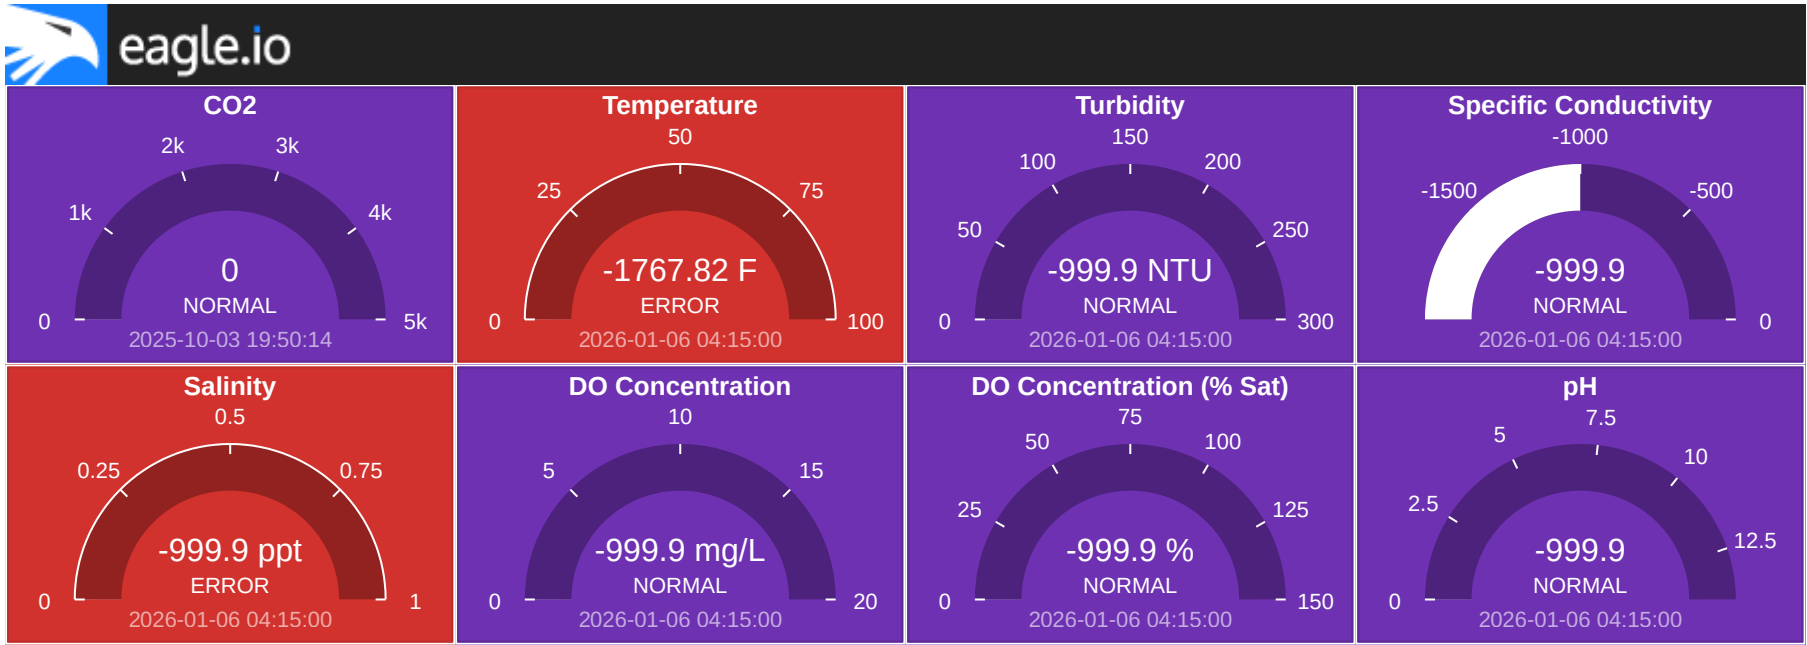 eagle.io
CO2
2k
3k
1k
4k
0
NORMAL
0
5k
2025-10-03 19:50:14
Temperature
50
25
75
-1767.82 F
ERROR
0
100
2026-01-06 04:15:00
Turbidity
150
100
200
50
250
-999.9 NTU
NORMAL
0
300
2026-01-06 04:15:00
Specific Conductivity
-1000
-1500
-500
-999.9
NORMAL
0
2026-01-06 04:15:00
Salinity
0.5
0.25
0.75
-999.9 ppt
ERROR
0
1
2026-01-06 04:15:00
DO Concentration
10
5
15
-999.9 mg/L
NORMAL
0
20
2026-01-06 04:15:00
DO Concentration (% Sat)
75
50
100
25
125
-999.9 %
NORMAL
0
150
2026-01-06 04:15:00
pH
7.5
5
10
2.5
12.5
-999.9
NORMAL
0
2026-01-06 04:15:00